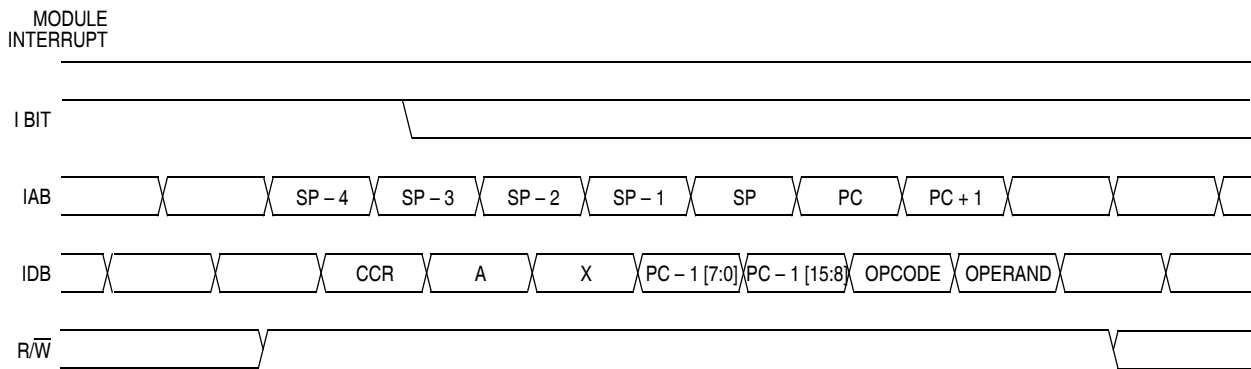 MODULE
INTERRUPT
I BIT
IAB SP – 4 SP – 3 SP – 2 SP – 1 SP PC PC + 1
IDB CCR A X PC – 1 [7:0] PC – 1 [15:8] OPCODE OPERAND
R/W̅